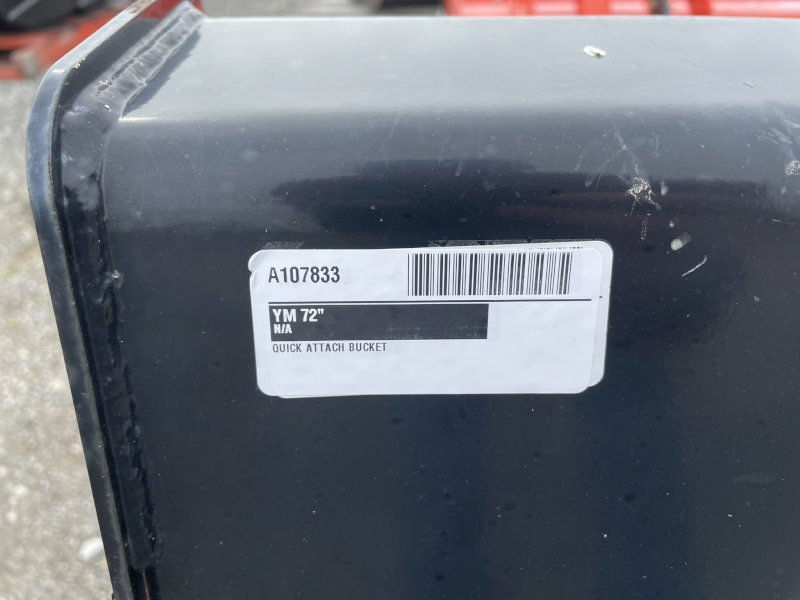 A107833
YM 72"
N/A
QUICK ATTACH BUCKET